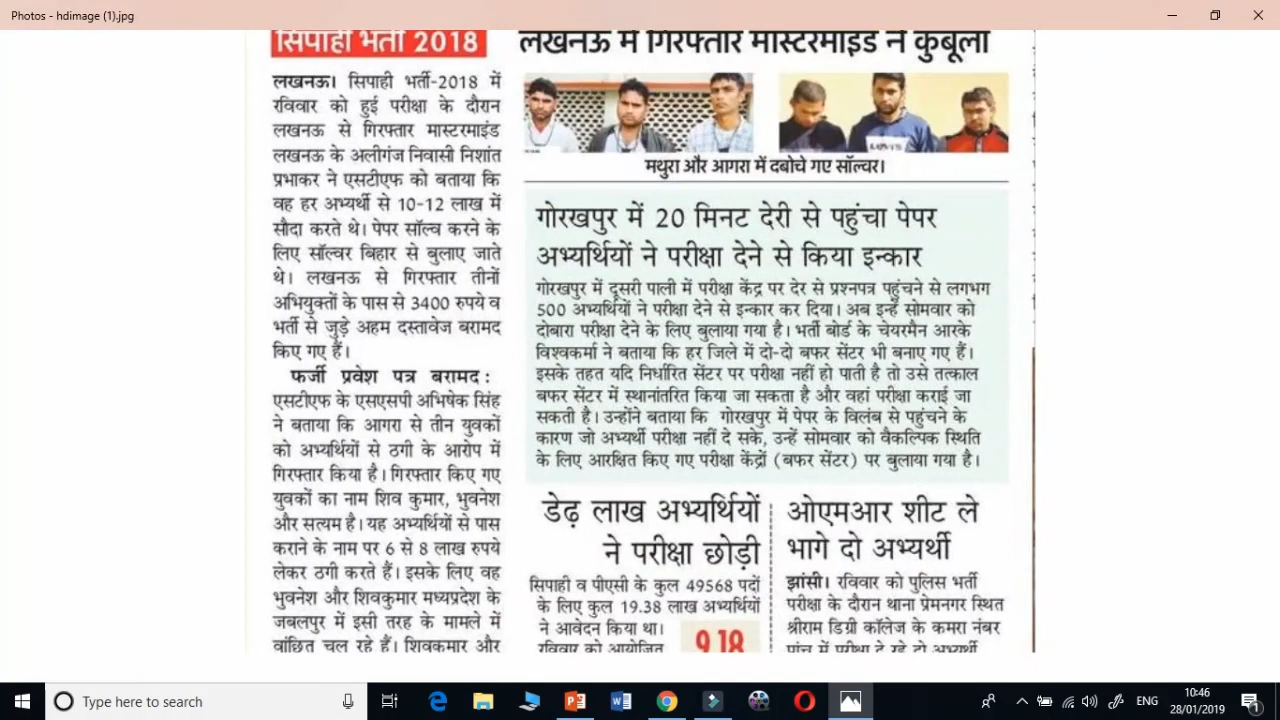 Photos - hdimage (1).jpg
सिपाही भर्ती 2018
लखनऊ में गिरफ्तार मास्टरमाइंड ने कुबूला
लखनऊ। सिपाही भर्ती-2018 में
रविवार को हुई परीक्षा के दौरान
लखनऊ से गिरफ्तार मास्टरमाइंड
लखनऊ के अलीगंज निवासी निशांत
प्रभाकर ने एसटीएफ को बताया कि
वह हर अभ्यर्थी से 10-12 लाख में
सौदा करते थे। पेपर सॉल्व करने के
लिए सॉल्वर बिहार से बुलाए जाते
थे। लखनऊ से गिरफ्तार तीनों
अभियुक्तों के पास से 3400 रुपये व
भर्ती से जुड़े अहम दस्तावेज बरामद
किए गए हैं।
फर्जी प्रवेश पत्र बरामद :
एसटीएफ के एसएसपी अभिषेक सिंह
ने बताया कि आगरा से तीन युवकों
को अभ्यर्थियों से ठगी के आरोप में
गिरफ्तार किया है। गिरफ्तार किए गए
युवकों का नाम शिव कुमार, भुवनेश
और सत्यम है। यह अभ्यर्थियों से पास
कराने के नाम पर 6 से 8 लाख रुपये
लेकर ठगी करते हैं। इसके लिए वह
भुवनेश और शिवकुमार मध्यप्रदेश के
जबलपुर में इसी तरह के मामले में
वांछित चल रहे हैं। शिवकुमार और
मथुरा और आगरा में दबोचे गए सॉल्वर।
गोरखपुर में 20 मिनट देरी से पहुंचा पेपर
अभ्यर्थियों ने परीक्षा देने से किया इन्कार
गोरखपुर में दूसरी पाली में परीक्षा केंद्र पर देर से प्रश्नपत्र पहुंचने से लगभग
500 अभ्यर्थियों ने परीक्षा देने से इन्कार कर दिया। अब इन्हें सोमवार को
दोबारा परीक्षा देने के लिए बुलाया गया है। भर्ती बोर्ड के चेयरमैन आरके
विश्वकर्मा ने बताया कि हर जिले में दो-दो बफर सेंटर भी बनाए गए हैं।
इसके तहत यदि निर्धारित सेंटर पर परीक्षा नहीं हो पाती है तो उसे तत्काल
बफर सेंटर में स्थानांतरित किया जा सकता है और वहां परीक्षा कराई जा
सकती है। उन्होंने बताया कि गोरखपुर में पेपर के विलंब से पहुंचने के
कारण जो अभ्यर्थी परीक्षा नहीं दे सके, उन्हें सोमवार को वैकल्पिक स्थिति
के लिए आरक्षित किए गए परीक्षा केंद्रों (बफर सेंटर) पर बुलाया गया है।
डेढ़ लाख अभ्यर्थियों
ने परीक्षा छोड़ी
सिपाही व पीएसी के कुल 49568 पदों
के लिए कुल 19.38 लाख अभ्यर्थियों
ने आवेदन किया था।
रविवार को आयोजित
9.18
ओएमआर शीट ले
भागे दो अभ्यर्थी
झांसी। रविवार को पुलिस भर्ती
परीक्षा के दौरान थाना प्रेमनगर स्थित
श्रीराम डिग्री कॉलेज के कमरा नंबर
पांच में परीक्षा दे रहे दो अभ्यर्थी
Type here to search
ENG
10:46
28/01/2019